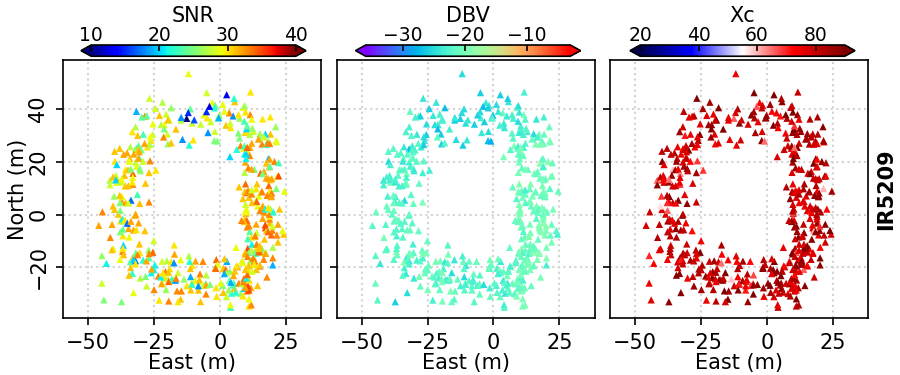 SNR DBV Xc
10 20 30 40 −30 −20 −10 20 40 60 80
40
20
0
−20
North (m)
IR5209
−50 −25 0 25 −50 −25 0 25 −50 −25 0 25
East (m) East (m) East (m)